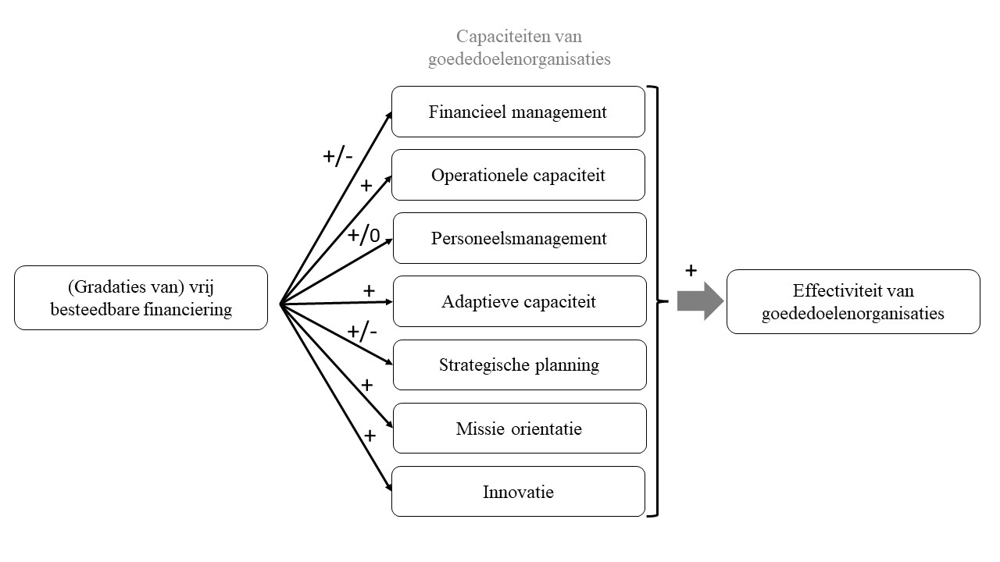 Capaciteiten van
goededoelenorganisaties
Financieel management
+/-
Operationele capaciteit
+
Personeelsmanagement
+/0
(Gradaties van) vrij
besteedbare financiering
Adaptieve capaciteit
+
+
Effectiviteit van
goededoelenorganisaties
Strategische planning
+/-
Missie orientatie
+
Innovatie
+